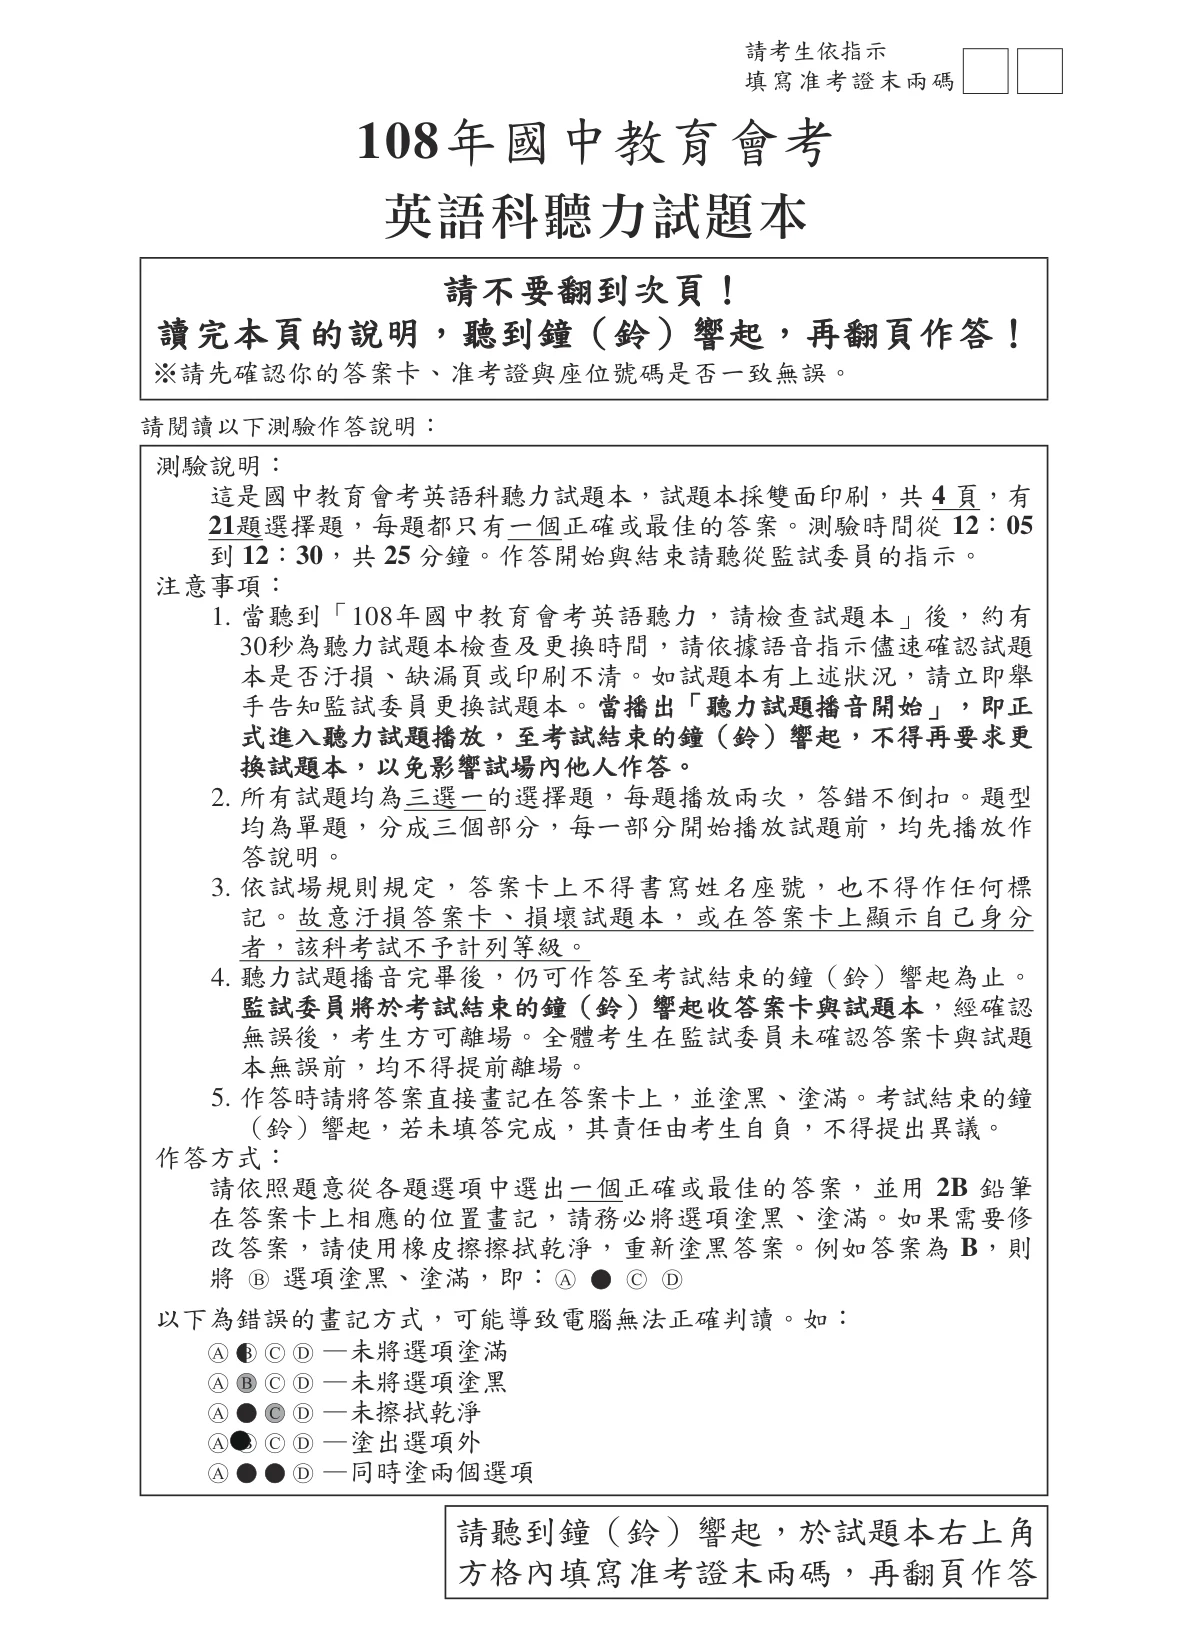 請考生依指示
填寫准考證末兩碼
108年國中教育會考
英語科聽力試題本
請不要翻到次頁！
讀完本頁的說明，聽到鐘（鈴）響起，再翻頁作答！
※請先確認你的答案卡、准考證與座位號碼是否一致無誤。
請閱讀以下測驗作答說明：
測驗說明：
這是國中教育會考英語科聽力試題本，試題本採雙面印刷，共 4 頁，有
21題選擇題，每題都只有一個正確或最佳的答案。測驗時間從 12：05
到 12：30，共 25 分鐘。作答開始與結束請聽從監試委員的指示。
注意事項：
1. 當聽到「108年國中教育會考英語聽力，請檢查試題本」後，約有
30秒為聽力試題本檢查及更換時間，請依據語音指示儘速確認試題
本是否汙損、缺漏頁或印刷不清。如試題本有上述狀況，請立即舉
手告知監試委員更換試題本。當播出「聽力試題播音開始」，即正
式進入聽力試題播放，至考試結束的鐘（鈴）響起，不得再要求更
換試題本，以免影響試場內他人作答。
2. 所有試題均為三選一的選擇題，每題播放兩次，答錯不倒扣。題型
均為單題，分成三個部分，每一部分開始播放試題前，均先播放作
答說明。
3. 依試場規則規定，答案卡上不得書寫姓名座號，也不得作任何標
記。故意汙損答案卡、損壞試題本，或在答案卡上顯示自己身分
者，該科考試不予計列等級。
4. 聽力試題播音完畢後，仍可作答至考試結束的鐘（鈴）響起為止。
監試委員將於考試結束的鐘（鈴）響起收答案卡與試題本，經確認
無誤後，考生方可離場。全體考生在監試委員未確認答案卡與試題
本無誤前，均不得提前離場。
5. 作答時請將答案直接畫記在答案卡上，並塗黑、塗滿。考試結束的鐘
（鈴）響起，若未填答完成，其責任由考生自負，不得提出異議。
作答方式：
請依照題意從各題選項中選出一個正確或最佳的答案，並用 2B 鉛筆
在答案卡上相應的位置畫記，請務必將選項塗黑、塗滿。如果需要修
改答案，請使用橡皮擦擦拭乾淨，重新塗黑答案。例如答案為 B，則
將 Ⓑ 選項塗黑、塗滿，即：Ⓐ ● Ⓒ Ⓓ
以下為錯誤的畫記方式，可能導致電腦無法正確判讀。如：
Ⓐ Ⓑ Ⓒ Ⓓ —未將選項塗滿
Ⓐ Ⓑ Ⓒ Ⓓ —未將選項塗黑
Ⓐ ● Ⓒ Ⓓ —未擦拭乾淨
Ⓐ Ⓑ Ⓒ Ⓓ —塗出選項外
Ⓐ ● ● Ⓓ —同時塗兩個選項
請聽到鐘（鈴）響起，於試題本右上角
方格內填寫准考證末兩碼，再翻頁作答